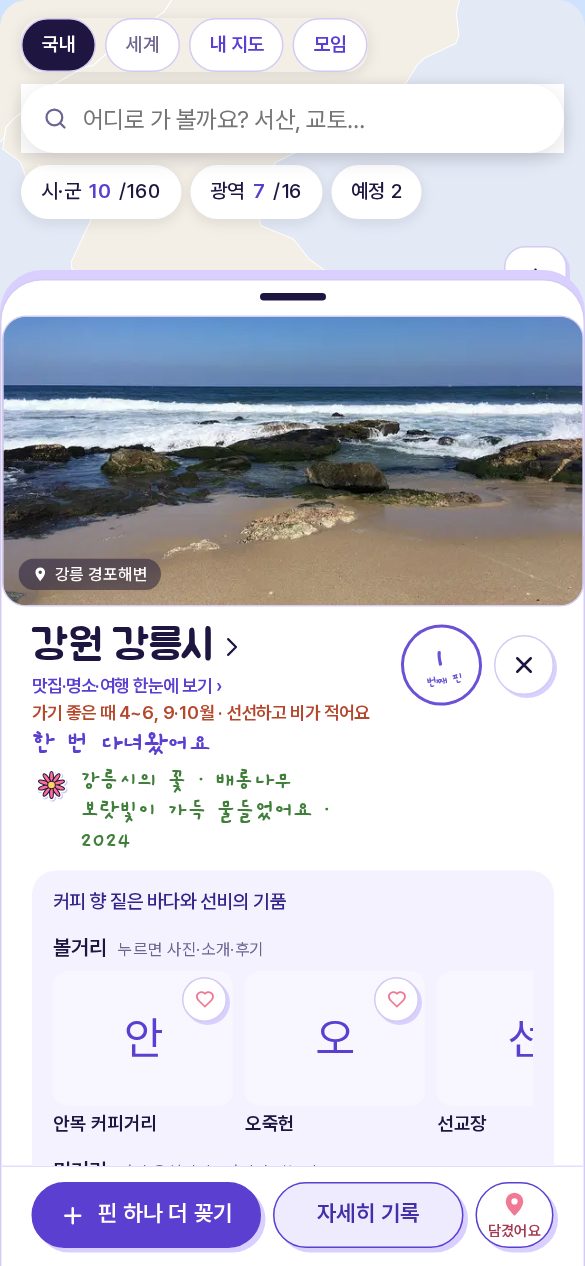 국내 세계 내 지도 모임
어디로 가 볼까요? 서산, 교토...
시·군 10 /160 광역 7 /16 예정 2
강릉 경포해변
강원 강릉시
1
번째 핀
맛집·명소·여행 한눈에 보기 ›
가기 좋은 때 4~6, 9·10월 · 선선하고 비가 적어요
한 번 다녀왔어요
강릉시의 꽃 · 배롱나무
보랏빛이 가득 물들었어요 ·
2024
커피 향 짙은 바다와 선비의 기품
볼거리 누르면 사진·소개·후기
안 오 선
안목 커피거리 오죽헌 선교장
핀 하나 더 꽂기 자세히 기록 담겼어요